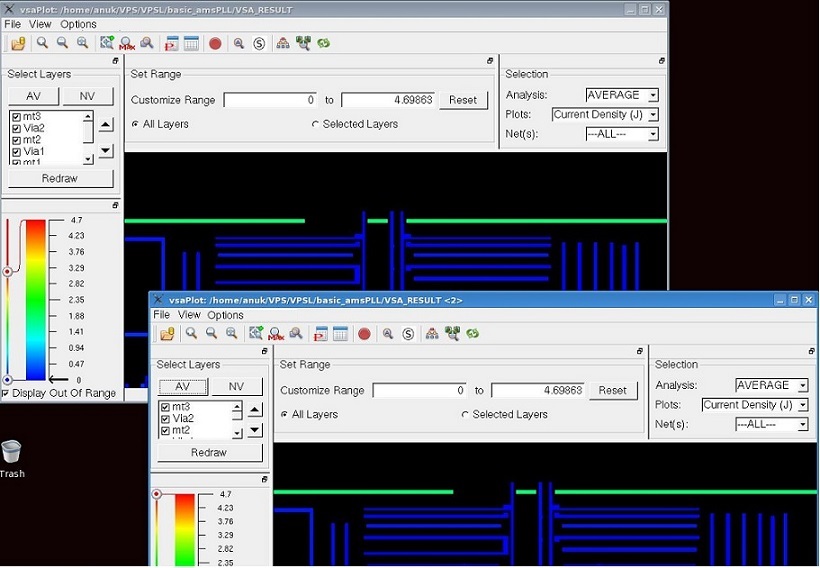 vsaPlot: /home/anuk/VPS/VPSL/basic_amsPLL/VSA_RESULT
File View Options
Select Layers
AV NV
mt3
Via2
mt2
Via1
mt1
Redraw
Set Range
Customize Range 0 to 4.69863 Reset
All Layers Selected Layers
Selection
Analysis: AVERAGE
Plots: Current Density (J)
Net(s): ---ALL---
4.7
4.23
3.76
3.29
2.82
2.35
1.88
1.41
0.94
0.47
0
Display Out Of Range
Trash
vsaPlot: /home/anuk/VPS/VPSL/basic_amsPLL/VSA_RESULT <2>
File View Options
Select Layers
AV NV
mt3
Via2
mt2
Redraw
Set Range
Customize Range 0 to 4.69863 Reset
All Layers Selected Layers
Selection
Analysis: AVERAGE
Plots: Current Density (J)
Net(s): ---ALL---
4.7
4.23
3.76
3.29
2.82
2.35